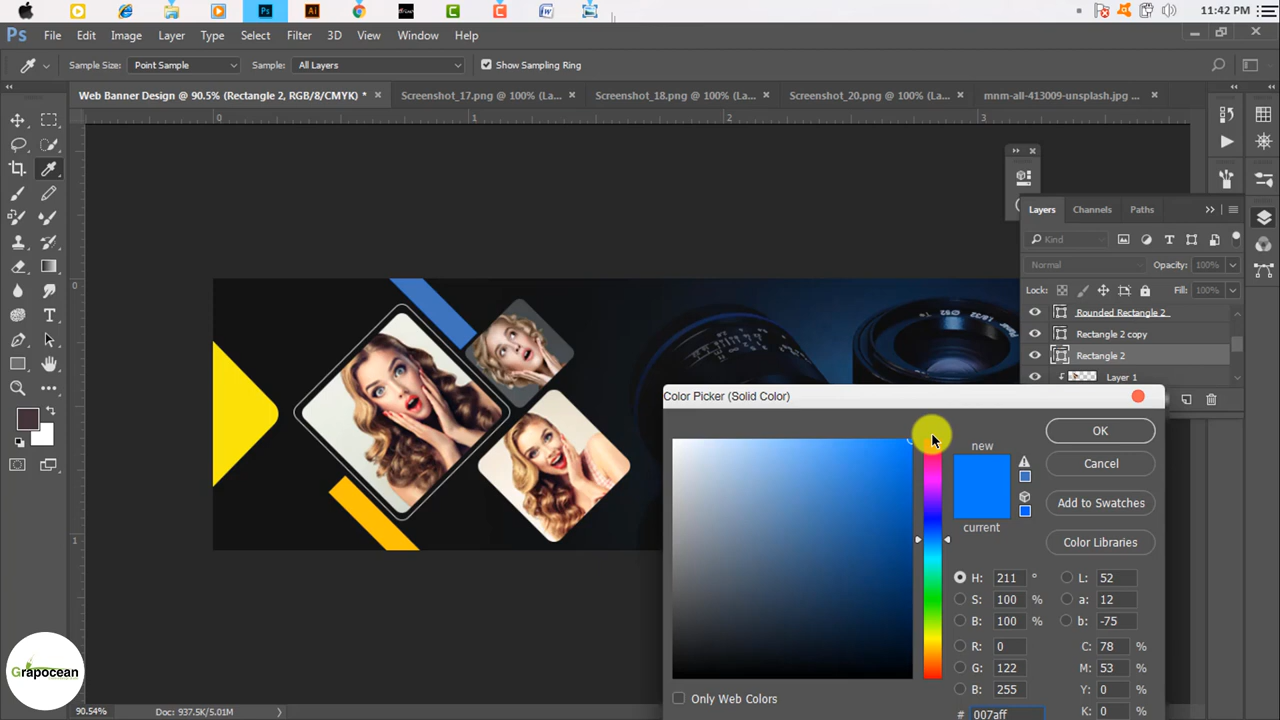 11:42 PM
Ps File Edit Image Layer Type Select Filter 3D View Window Help
Sample Size: Point Sample Sample: All Layers Show Sampling Ring
Web Banner Design @ 90.5% (Rectangle 2, RGB/8/CMYK) * Screenshot_17.png @ 100% (La... Screenshot_18.png @ 100% (La... Screenshot_20.png @ 100% (La... mnm-all-413009-unsplash.jpg ...
0 1 2 3
Layers Channels Paths
Kind
Normal Opacity: 100%
Lock: Fill: 100%
Rounded Rectangle 2
Rectangle 2 copy
Rectangle 2
Layer 1
0
1
Color Picker (Solid Color)
OK
new
Cancel
Add to Swatches
current
Color Libraries
H: 211 ° L: 52
S: 100 % a: 12
B: 100 % b: -75
R: 0 C: 78 %
G: 122 M: 53 %
B: 255 Y: 0 %
# 007aff K: 0 %
Only Web Colors
Grapocean
90.54% Doc: 937.5K/5.01M